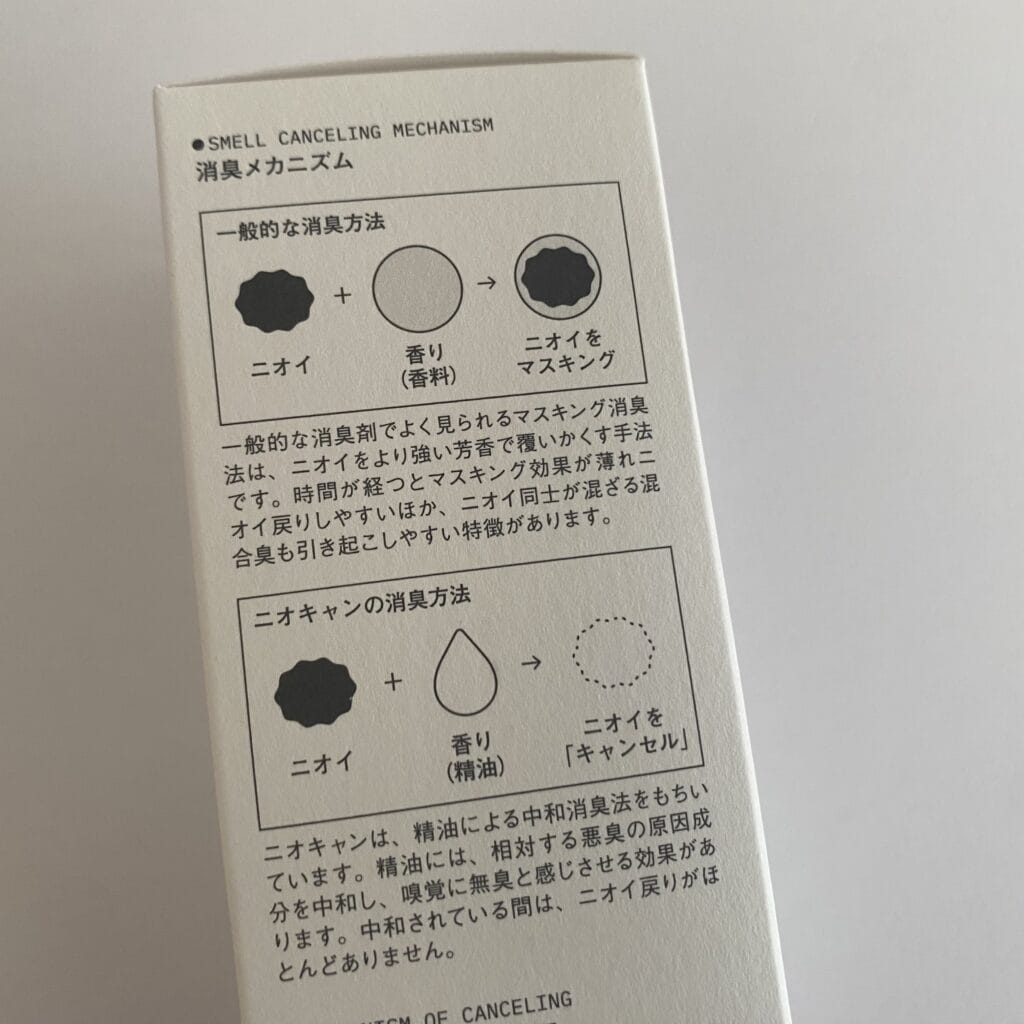 ●SMELL CANCELING MECHANISM
消臭メカニズム
一般的な消臭方法
+ →
ニオイ
香り
(香料)
ニオイを
マスキング
一般的な消臭剤でよく見られるマスキング消臭
法は、ニオイをより強い芳香で覆いかくす手法
です。時間が経つとマスキング効果が薄れニ
オイ戻りしやすいほか、ニオイ同士が混ざる混
合臭も引き起こしやすい特徴があります。
ニオキャンの消臭方法
+ →
ニオイ
香り
(精油)
ニオイを
「キャンセル」
ニオキャンは、精油による中和消臭法をもちい
ています。精油には、相対する悪臭の原因成
分を中和し、嗅覚に無臭と感じさせる効果があ
ります。中和されている間は、ニオイ戻りがほ
とんどありません。
OF CANCELING